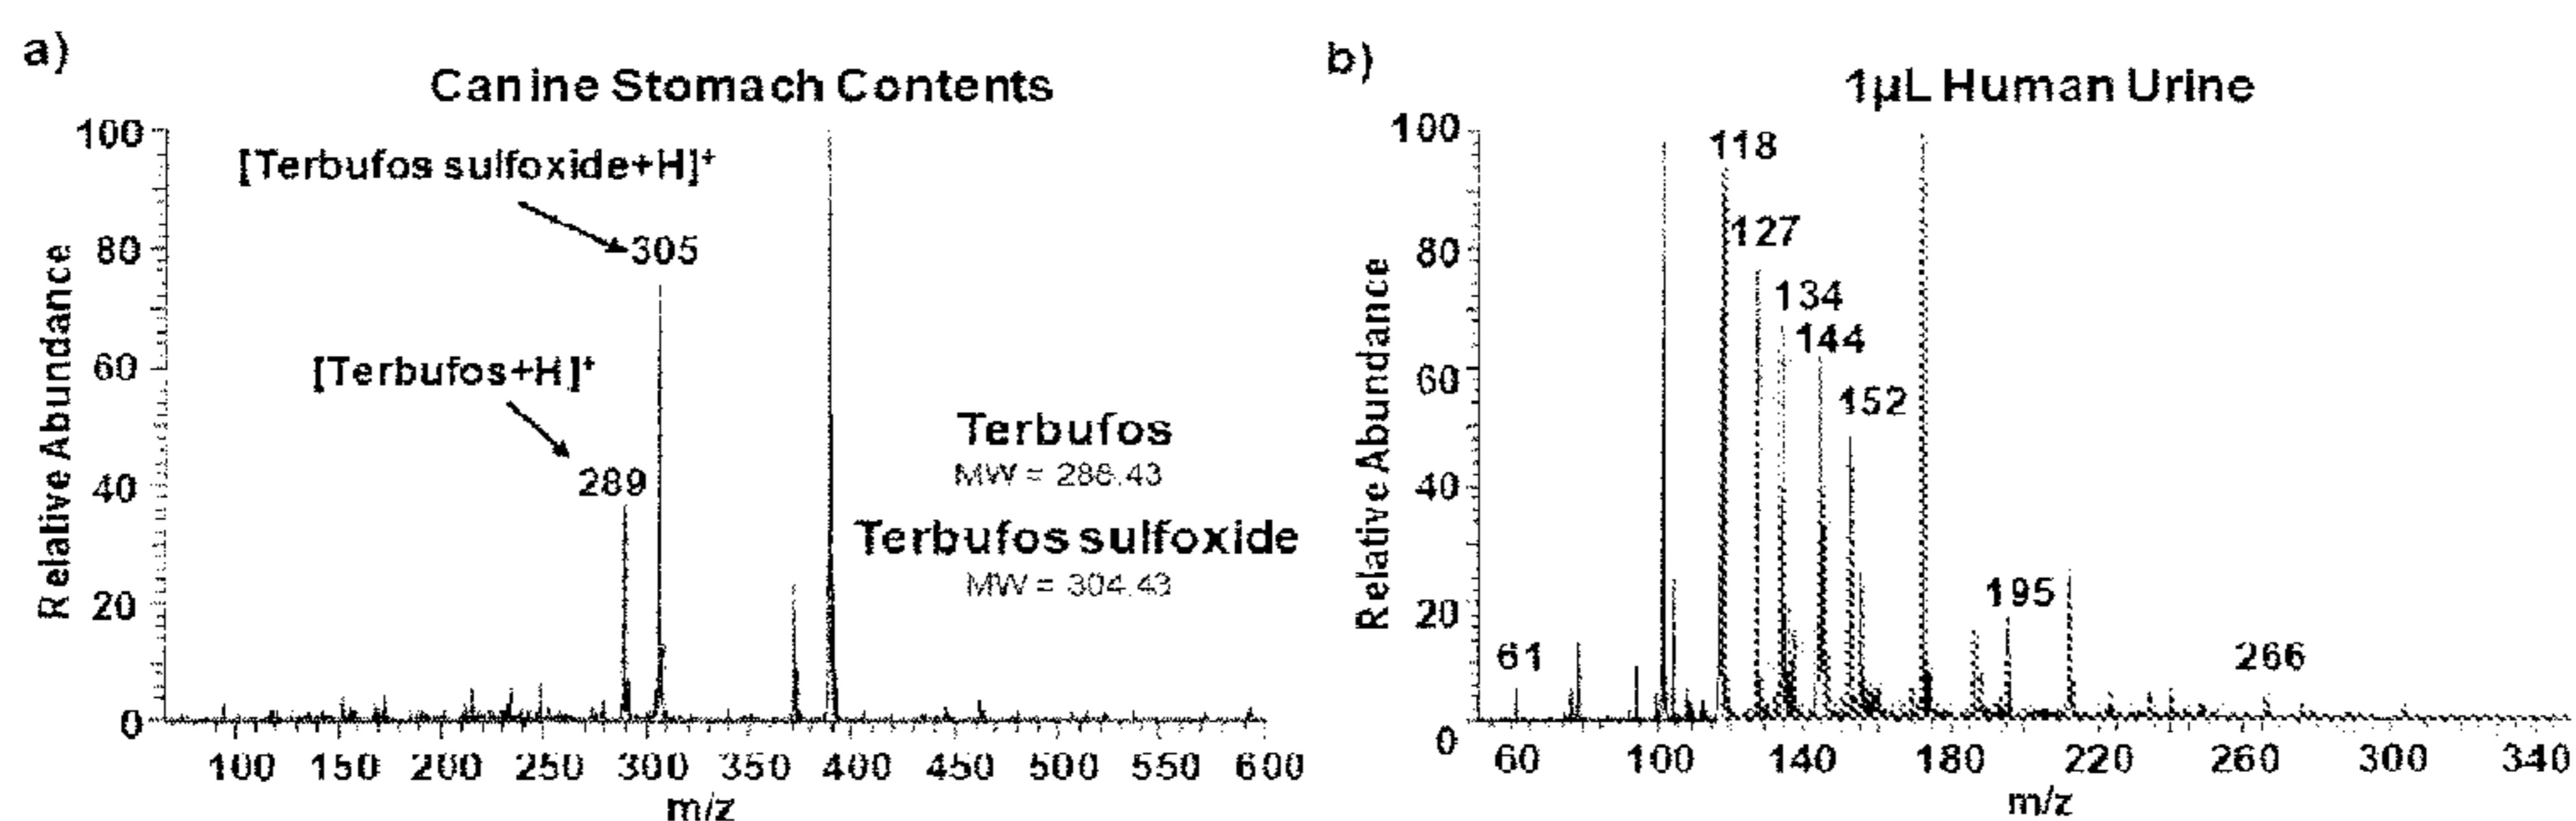 a)
Canine Stomach Contents
Relative Abundance
100
80
60
40
20
0
[Terbufos sulfoxide+H]+
305
[Terbufos+H]+
289
Terbufos
MW = 288.43
Terbufos sulfoxide
MW = 304.43
100 150 200 250 300 350 400 450 500 550 600
m/z
b)
1µL Human Urine
Relative Abundance
100
80
60
40
20
0
118
127
134
144
152
195
61
266
60 100 140 180 220 260 300 340
m/z